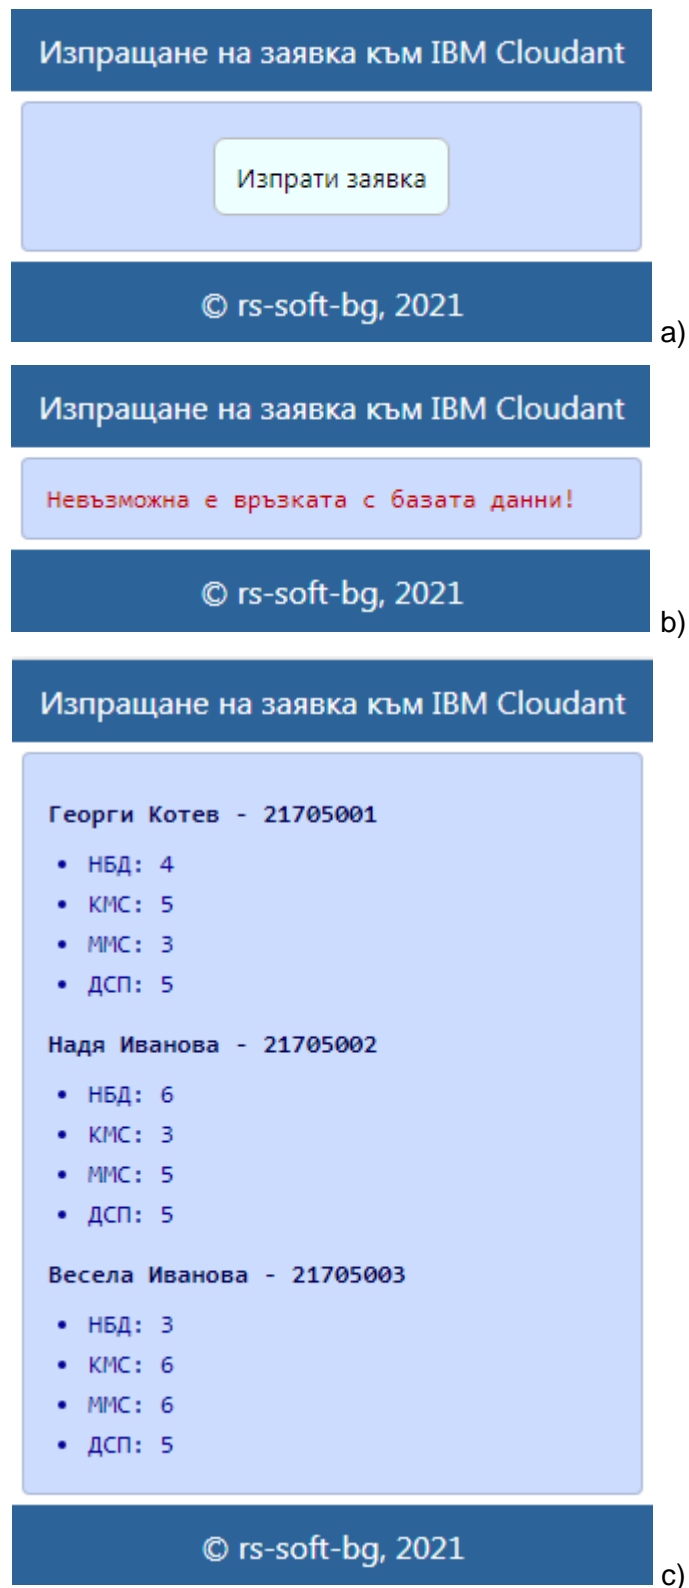 Изпращане на заявка към IBM Cloudant
Изпрати заявка
© rs-soft-bg, 2021
a)
Изпращане на заявка към IBM Cloudant
Невъзможна е връзката с базата данни!
© rs-soft-bg, 2021
b)
Изпращане на заявка към IBM Cloudant
Георги Котев - 21705001
• НБД: 4
• КМС: 5
• ММС: 3
• ДСП: 5
Надя Иванова - 21705002
• НБД: 6
• КМС: 3
• ММС: 5
• ДСП: 5
Весела Иванова - 21705003
• НБД: 3
• КМС: 6
• ММС: 6
• ДСП: 5
© rs-soft-bg, 2021
c)